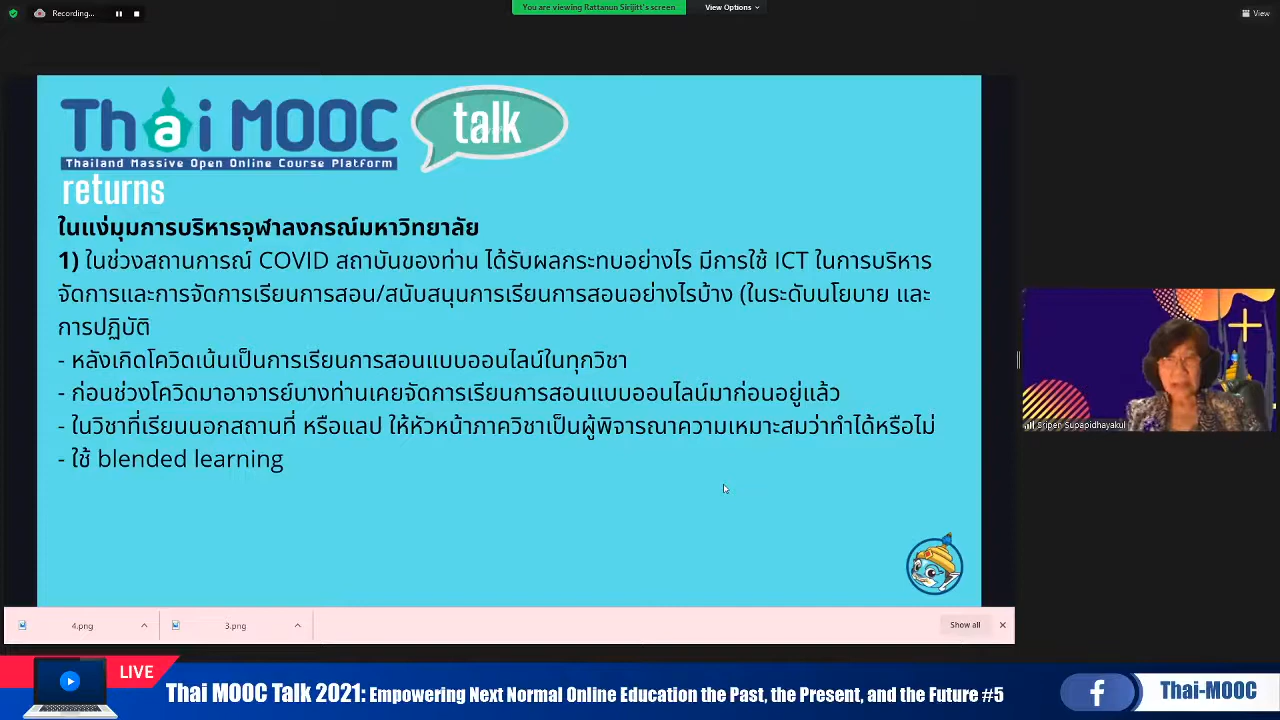 Recording...
You are viewing Rattanun Sirijitt's screen
View Options
View
Thai MOOC talk
Thailand Massive Open Online Course Platform
returns
ในแง่มุมการบริหารจุฬาลงกรณ์มหาวิทยาลัย
1) ในช่วงสถานการณ์ COVID สถาบันของท่าน ได้รับผลกระทบอย่างไร มีการใช้ ICT ในการบริหาร
จัดการและการจัดการเรียนการสอน/สนับสนุนการเรียนการสอนอย่างไรบ้าง (ในระดับนโยบาย และ
การปฏิบัติ
- หลังเกิดโควิดเน้นเป็นการเรียนการสอนแบบออนไลน์ในทุกวิชา
- ก่อนช่วงโควิดมาอาจารย์บางท่านเคยจัดการเรียนการสอนแบบออนไลน์มาก่อนอยู่แล้ว
- ในวิชาที่เรียนนอกสถานที่ หรือแลป ให้หัวหน้าภาควิชาเป็นผู้พิจารณาความเหมาะสมว่าทำได้หรือไม่
- ใช้ blended learning
Siripen Supapidhayakul
4.png
3.png
Show all
LIVE
Thai MOOC Talk 2021: Empowering Next Normal Online Education the Past, the Present, and the Future #5
Thai-MOOC